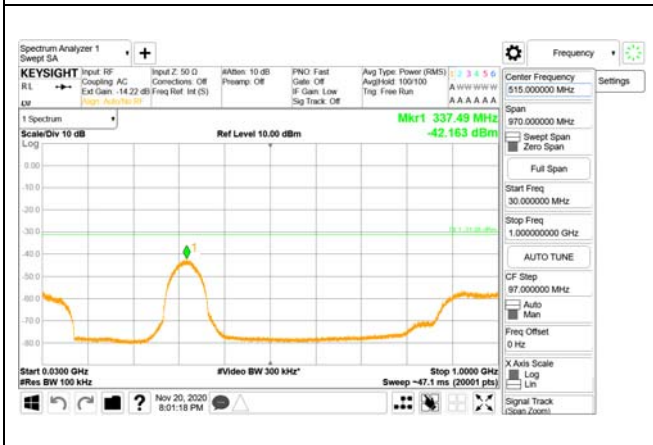 Spectrum Analyzer 1
Swept SA
Frequency
KEYSIGHT
RL
Input: RF
Coupling: AC
Ext Gain: -14.22 dB
Align: Auto/No RF
Input Z: 50 Ω
Corrections: Off
Freq Ref: Int (S)
#Atten: 10 dB
Preamp: Off
PNO: Fast
Gate: Off
IF Gain: Low
Sig Track: Off
Avg Type: Power (RMS)
Avg|Hold: 100/100
Trig: Free Run
1 2 3 4 5 6
A W W W W W
A A A A A A
1 Spectrum
Scale/Div 10 dB
Log
Ref Level 10.00 dBm
Mkr1 337.49 MHz
-42.163 dBm
0.00
-10.0
-20.0
-30.0
-40.0
-50.0
-60.0
-70.0
-80.0
1
Start 0.0300 GHz
#Res BW 100 kHz
#Video BW 300 kHz*
Stop 1.0000 GHz
Sweep ~47.1 ms (20001 pts)
Nov 20, 2020
8:01:18 PM
Settings
Center Frequency
515.000000 MHz
Span
970.000000 MHz
Swept Span
Zero Span
Full Span
Start Freq
30.000000 MHz
Stop Freq
1.000000000 GHz
AUTO TUNE
CF Step
97.000000 MHz
Auto
Man
Freq Offset
0 Hz
X Axis Scale
Log
Lin
Signal Track
(Span Zoom)